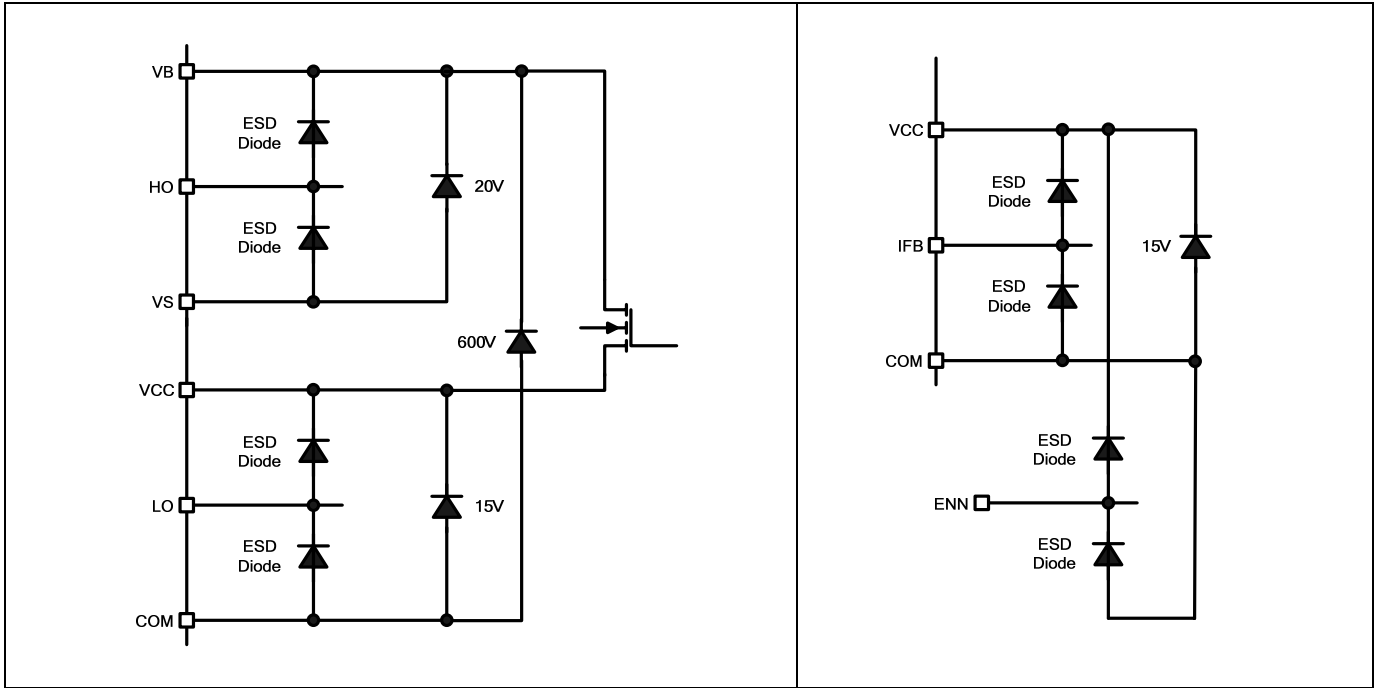 VB
ESD
Diode
HO
20V
ESD
Diode
VS
600V
VCC
ESD
Diode
LO
15V
ESD
Diode
COM
VCC
ESD
Diode
IFB
15V
ESD
Diode
COM
ESD
Diode
ENN
ESD
Diode